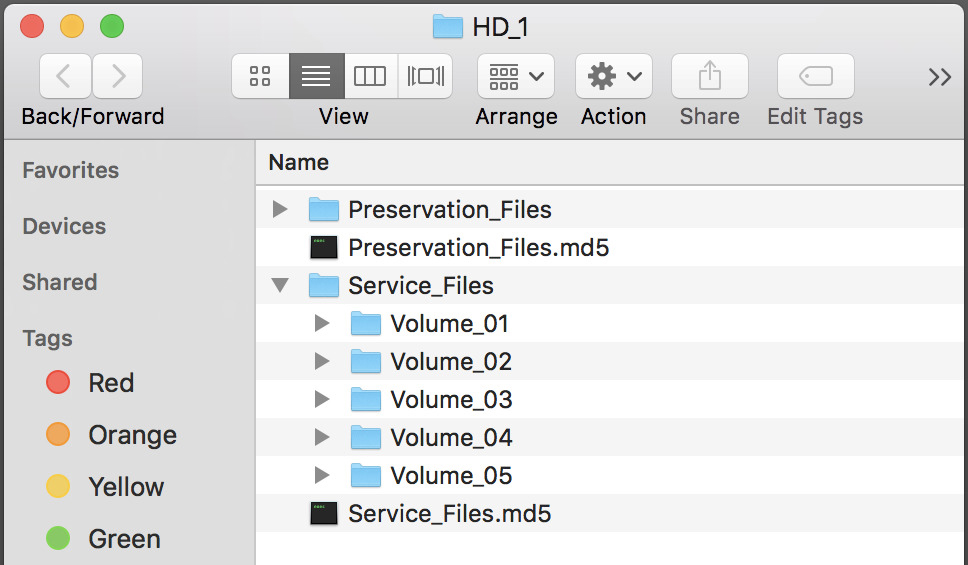 HD_1
Back/Forward
View
Arrange
Action
Share
Edit Tags
Favorites
Devices
Shared
Tags
Red
Orange
Yellow
Green
Name
Preservation_Files
Preservation_Files.md5
Service_Files
Volume_01
Volume_02
Volume_03
Volume_04
Volume_05
Service_Files.md5